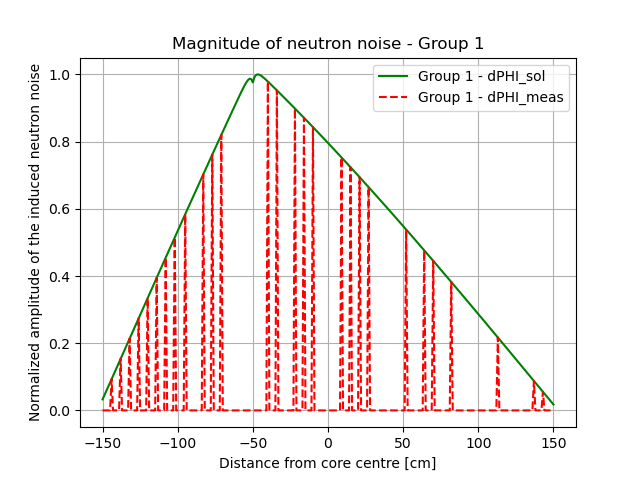 Magnitude of neutron noise - Group 1
Normalized amplitude of the induced neutron noise
1.0
0.8
0.6
0.4
0.2
0.0
Group 1 - dPHI_sol
Group 1 - dPHI_meas
−150
−100
−50
0
50
100
150
Distance from core centre [cm]